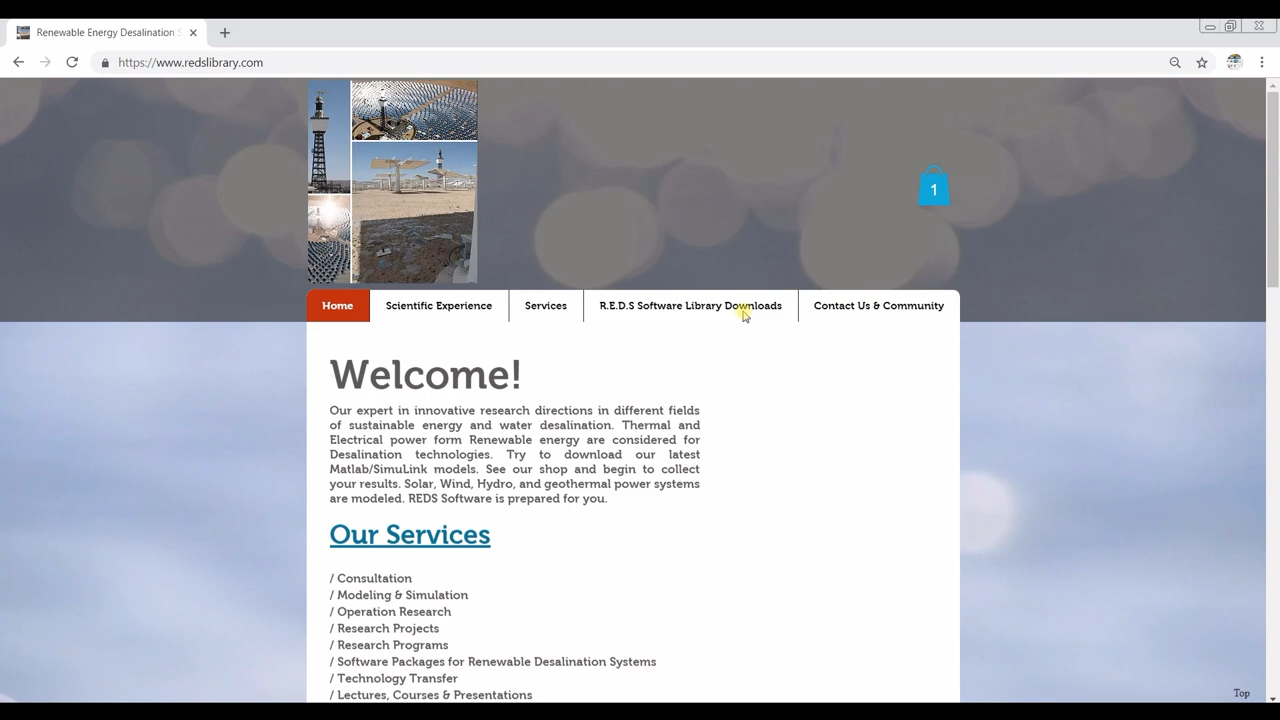 Renewable Energy Desalination S
https://www.redslibrary.com
1
Home
Scientific Experience
Services
R.E.D.S Software Library Downloads
Contact Us & Community
Welcome!
Our expert in innovative research directions in different fields
of sustainable energy and water desalination. Thermal and
Electrical power form Renewable energy are considered for
Desalination technologies. Try to download our latest
Matlab/SimuLink models. See our shop and begin to collect
your results. Solar, Wind, Hydro, and geothermal power systems
are modeled. REDS Software is prepared for you.
Our Services
/ Consultation
/ Modeling & Simulation
/ Operation Research
/ Research Projects
/ Research Programs
/ Software Packages for Renewable Desalination Systems
/ Technology Transfer
/ Lectures, Courses & Presentations
Top